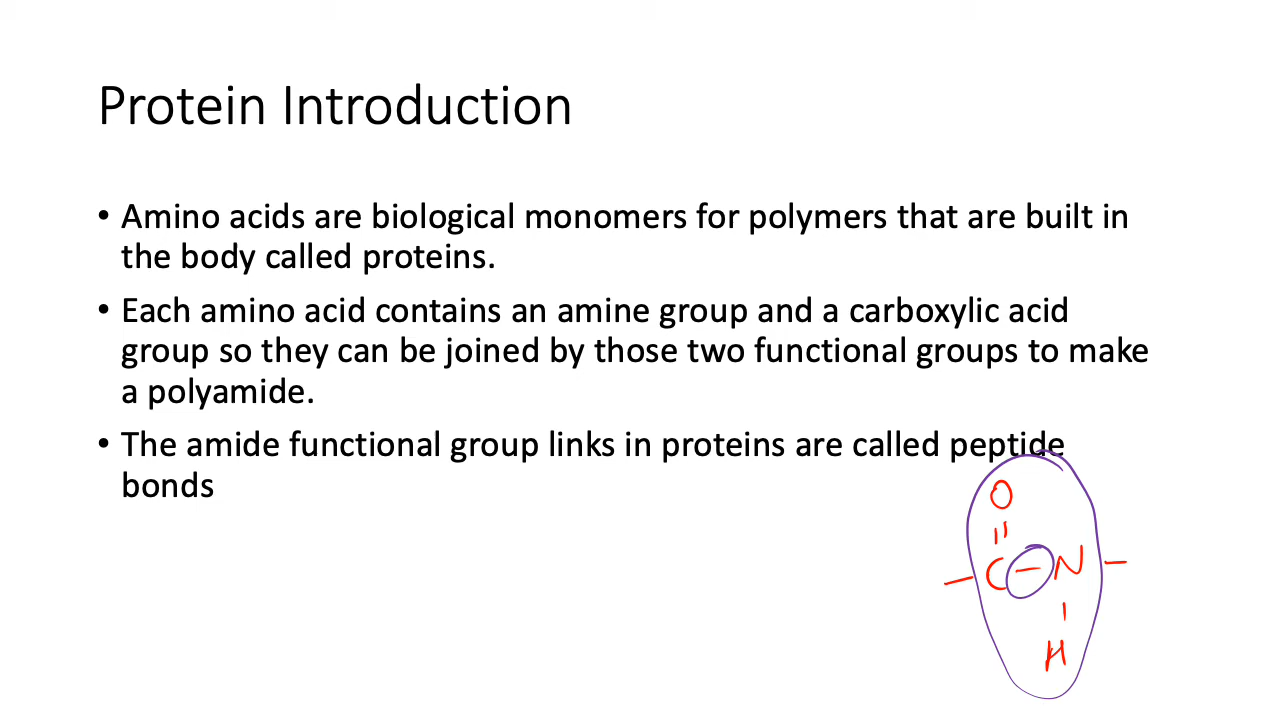 Protein Introduction
• Amino acids are biological monomers for polymers that are built in
the body called proteins.
• Each amino acid contains an amine group and a carboxylic acid
group so they can be joined by those two functional groups to make
a polyamide.
• The amide functional group links in proteins are called peptide
bonds
O
=
– C – N –
|
H